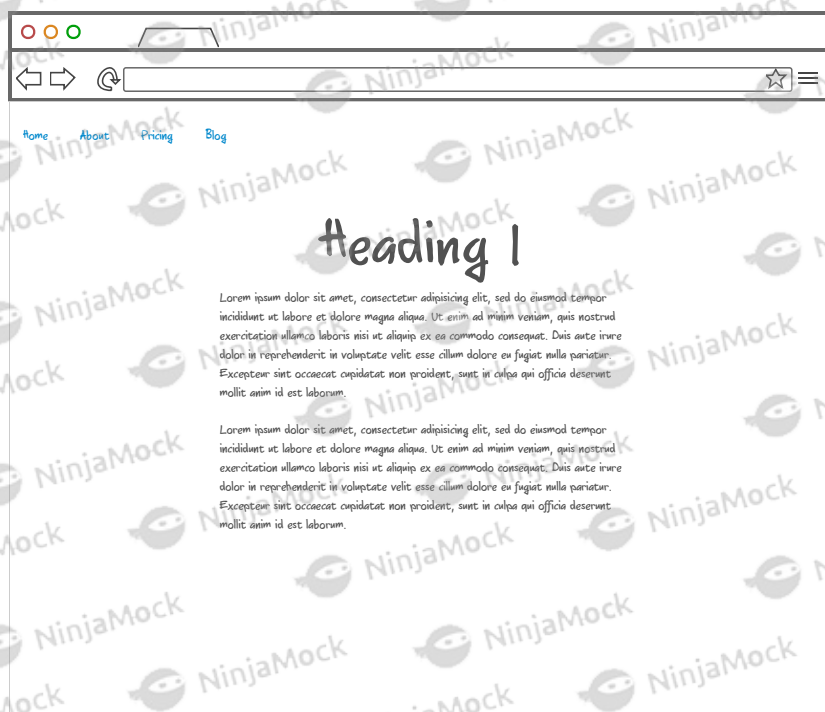 Home About Pricing Blog
Heading 1
Lorem ipsum dolor sit amet, consectetur adipisicing elit, sed do eiusmod tempor
incididunt ut labore et dolore magna aliqua. Ut enim ad minim veniam, quis nostrud
exercitation ullamco laboris nisi ut aliquip ex ea commodo consequat. Duis aute irure
dolor in reprehenderit in voluptate velit esse cillum dolore eu fugiat nulla pariatur.
Excepteur sint occaecat cupidatat non proident, sunt in culpa qui officia deserunt
mollit anim id est laborum.
Lorem ipsum dolor sit amet, consectetur adipisicing elit, sed do eiusmod tempor
incididunt ut labore et dolore magna aliqua. Ut enim ad minim veniam, quis nostrud
exercitation ullamco laboris nisi ut aliquip ex ea commodo consequat. Duis aute irure
dolor in reprehenderit in voluptate velit esse cillum dolore eu fugiat nulla pariatur.
Excepteur sint occaecat cupidatat non proident, sunt in culpa qui officia deserunt
mollit anim id est laborum.
NinjaMock